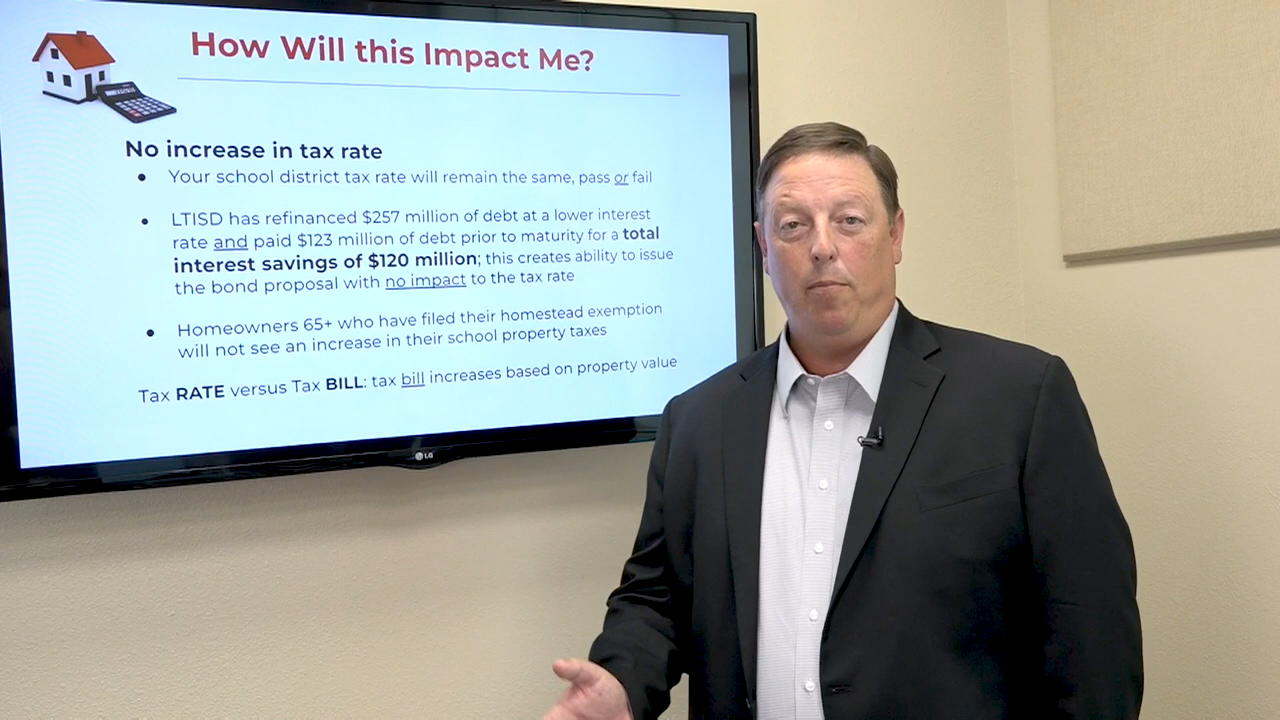 How Will this Impact Me?
No increase in tax rate
• Your school district tax rate will remain the same, pass or fail
• LTISD has refinanced $257 million of debt at a lower interest
rate and paid $123 million of debt prior to maturity for a total
interest savings of $120 million; this creates ability to issue
the bond proposal with no impact to the tax rate
• Homeowners 65+ who have filed their homestead exemption
will not see an increase in their school property taxes
Tax RATE versus Tax BILL: tax bill increases based on property value
LG